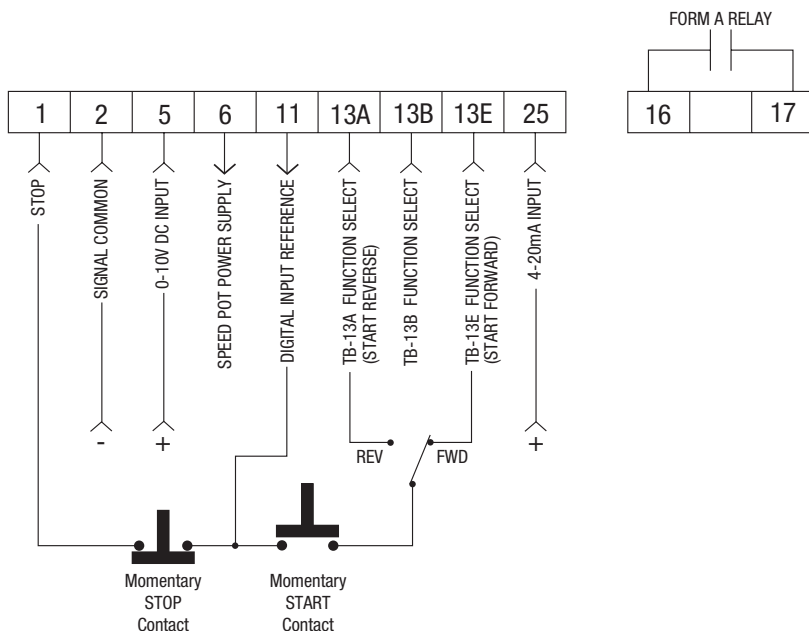 FORM A RELAY
1 2 5 6 11 13A 13B 13E 25
16 17
STOP
SIGNAL COMMON
0-10V DC INPUT
SPEED POT POWER SUPPLY
DIGITAL INPUT REFERENCE
TB-13A FUNCTION SELECT
(START REVERSE)
TB-13B FUNCTION SELECT
TB-13E FUNCTION SELECT
(START FORWARD)
4-20mA INPUT
- + +
REV FWD
Momentary
STOP
Contact
Momentary
START
Contact